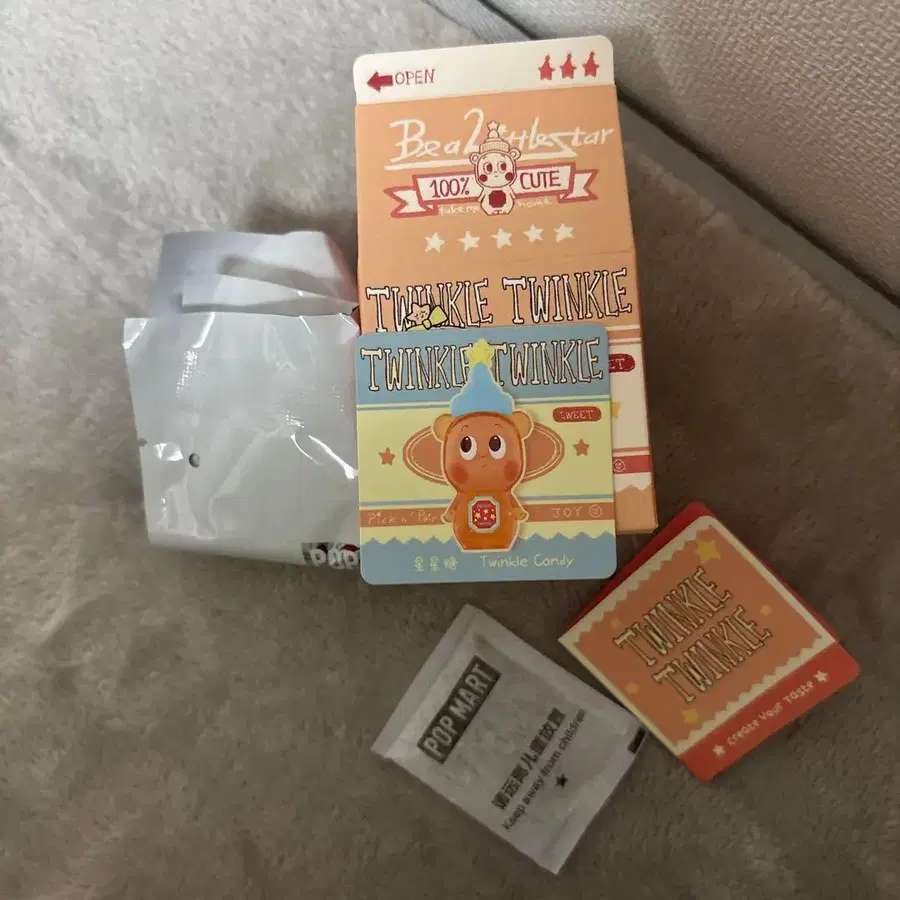 OPEN
Be a Little Star
100% CUTE
take me home
TWINKLE TWINKLE
ET
TWINKLE TWINKLE
SWEET
Pick n' Pair
JOY
星星糖 Twinkle Candy
POP
POP MART
请远离儿童放置
Keep away from children
TWINKLE
TWINKLE
Create Your Taste